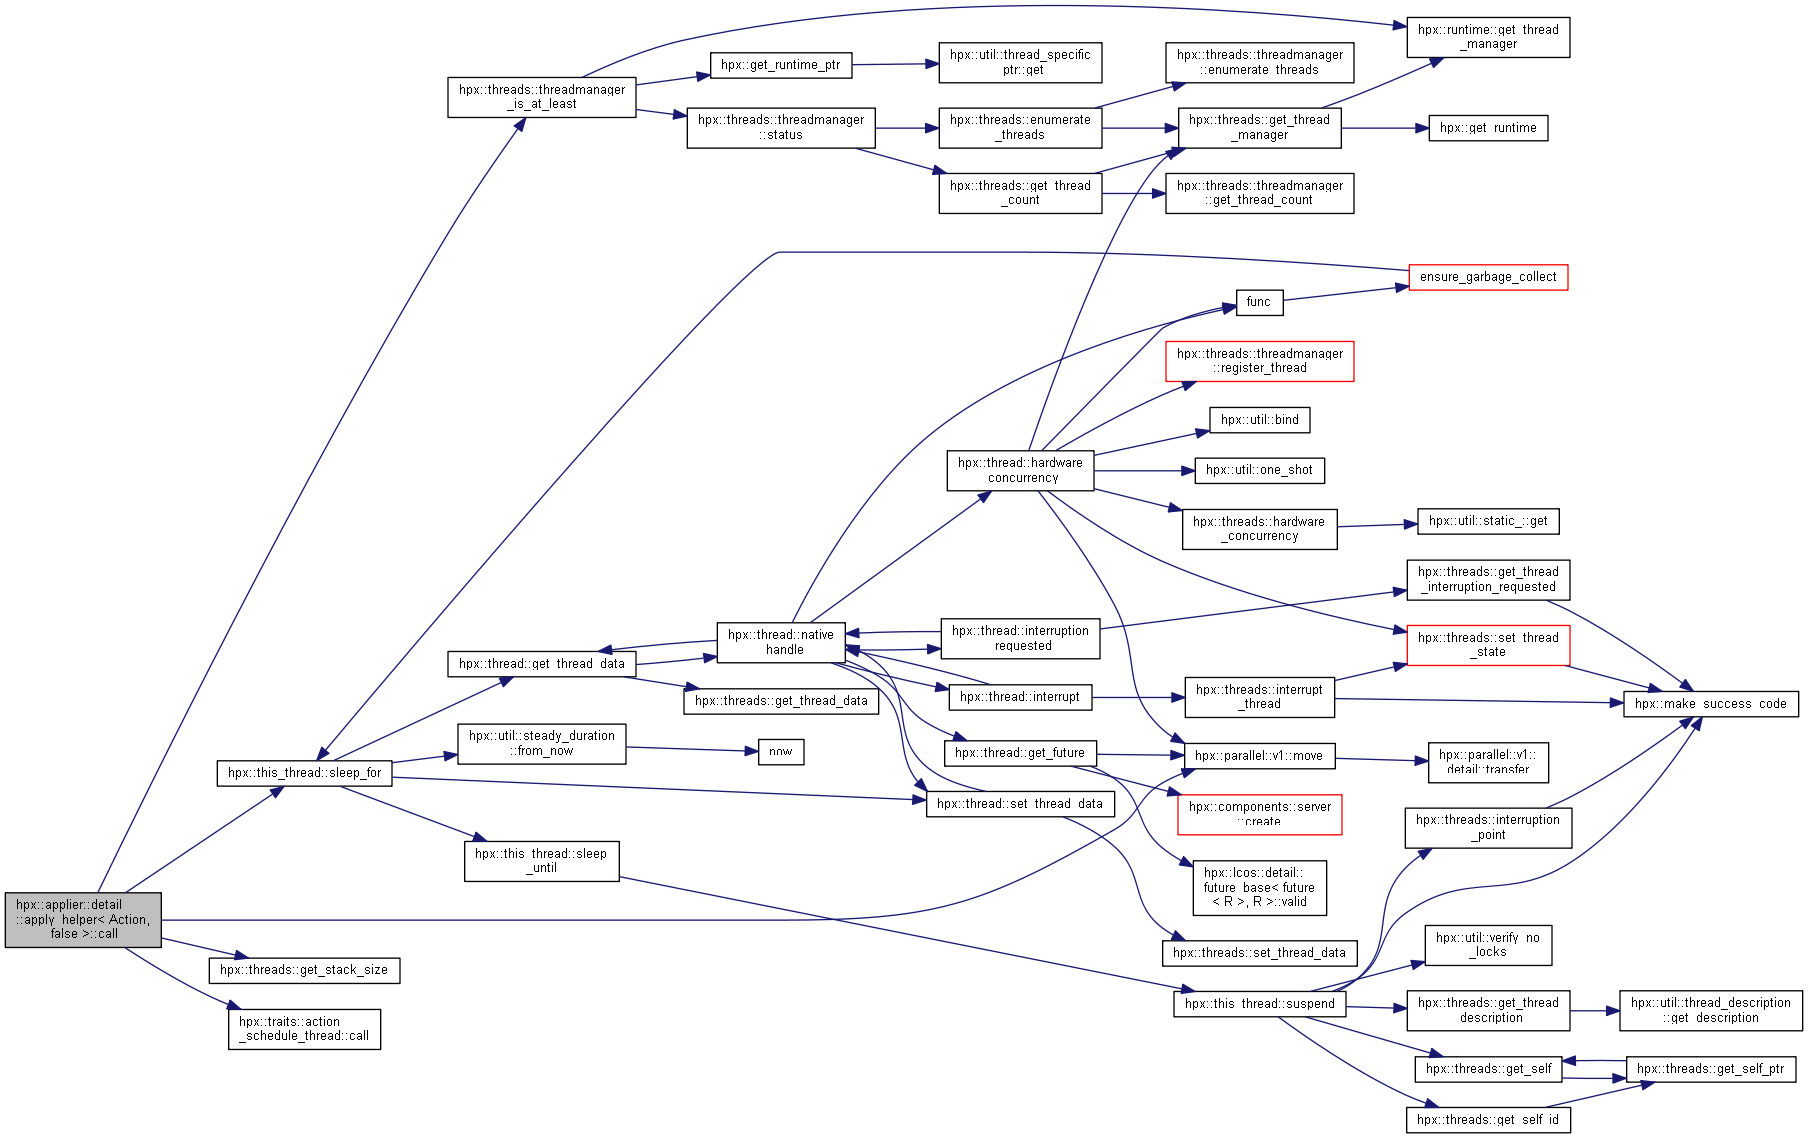 hpx::runtime::get_thread
_manager
hpx::util::thread_specific
_ptr::get
hpx::threads::threadmanager
::enumerate_threads
hpx::get_runtime_ptr
hpx::threads::threadmanager
_is_at_least
hpx::threads::threadmanager
::status
hpx::threads::enumerate
_threads
hpx::threads::get_thread
_manager
hpx::get_runtime
hpx::threads::get_thread
_count
hpx::threads::threadmanager
::get_thread_count
ensure_garbage_collect
func
hpx::threads::threadmanager
::register_thread
hpx::util::bind
hpx::thread::hardware
_concurrency
hpx::util::one_shot
hpx::threads::hardware
_concurrency
hpx::util::static_::get
hpx::threads::get_thread
_interruption_requested
hpx::thread::native
_handle
hpx::thread::interruption
_requested
hpx::threads::set_thread
_state
hpx::thread::get_thread_data
hpx::threads::get_thread_data
hpx::thread::interrupt
hpx::threads::interrupt
_thread
hpx::make_success_code
hpx::util::steady_duration
::from_now
now
hpx::thread::get_future
hpx::parallel::v1::move
hpx::parallel::v1::
detail::transfer
hpx::this_thread::sleep_for
hpx::thread::set_thread_data
hpx::components::server
::create
hpx::threads::interruption
_point
hpx::this_thread::sleep
_until
hpx::lcos::detail::
future_base< future
< R >, R >::valid
hpx::applier::detail
::apply_helper< Action,
false >::call
hpx::threads::set_thread_data
hpx::util::verify_no
_locks
hpx::threads::get_stack_size
hpx::this_thread::suspend
hpx::threads::get_thread
_description
hpx::util::thread_description
::get_description
hpx::traits::action
_schedule_thread::call
hpx::threads::get_self
hpx::threads::get_self_ptr
hpx::threads::get_self_id